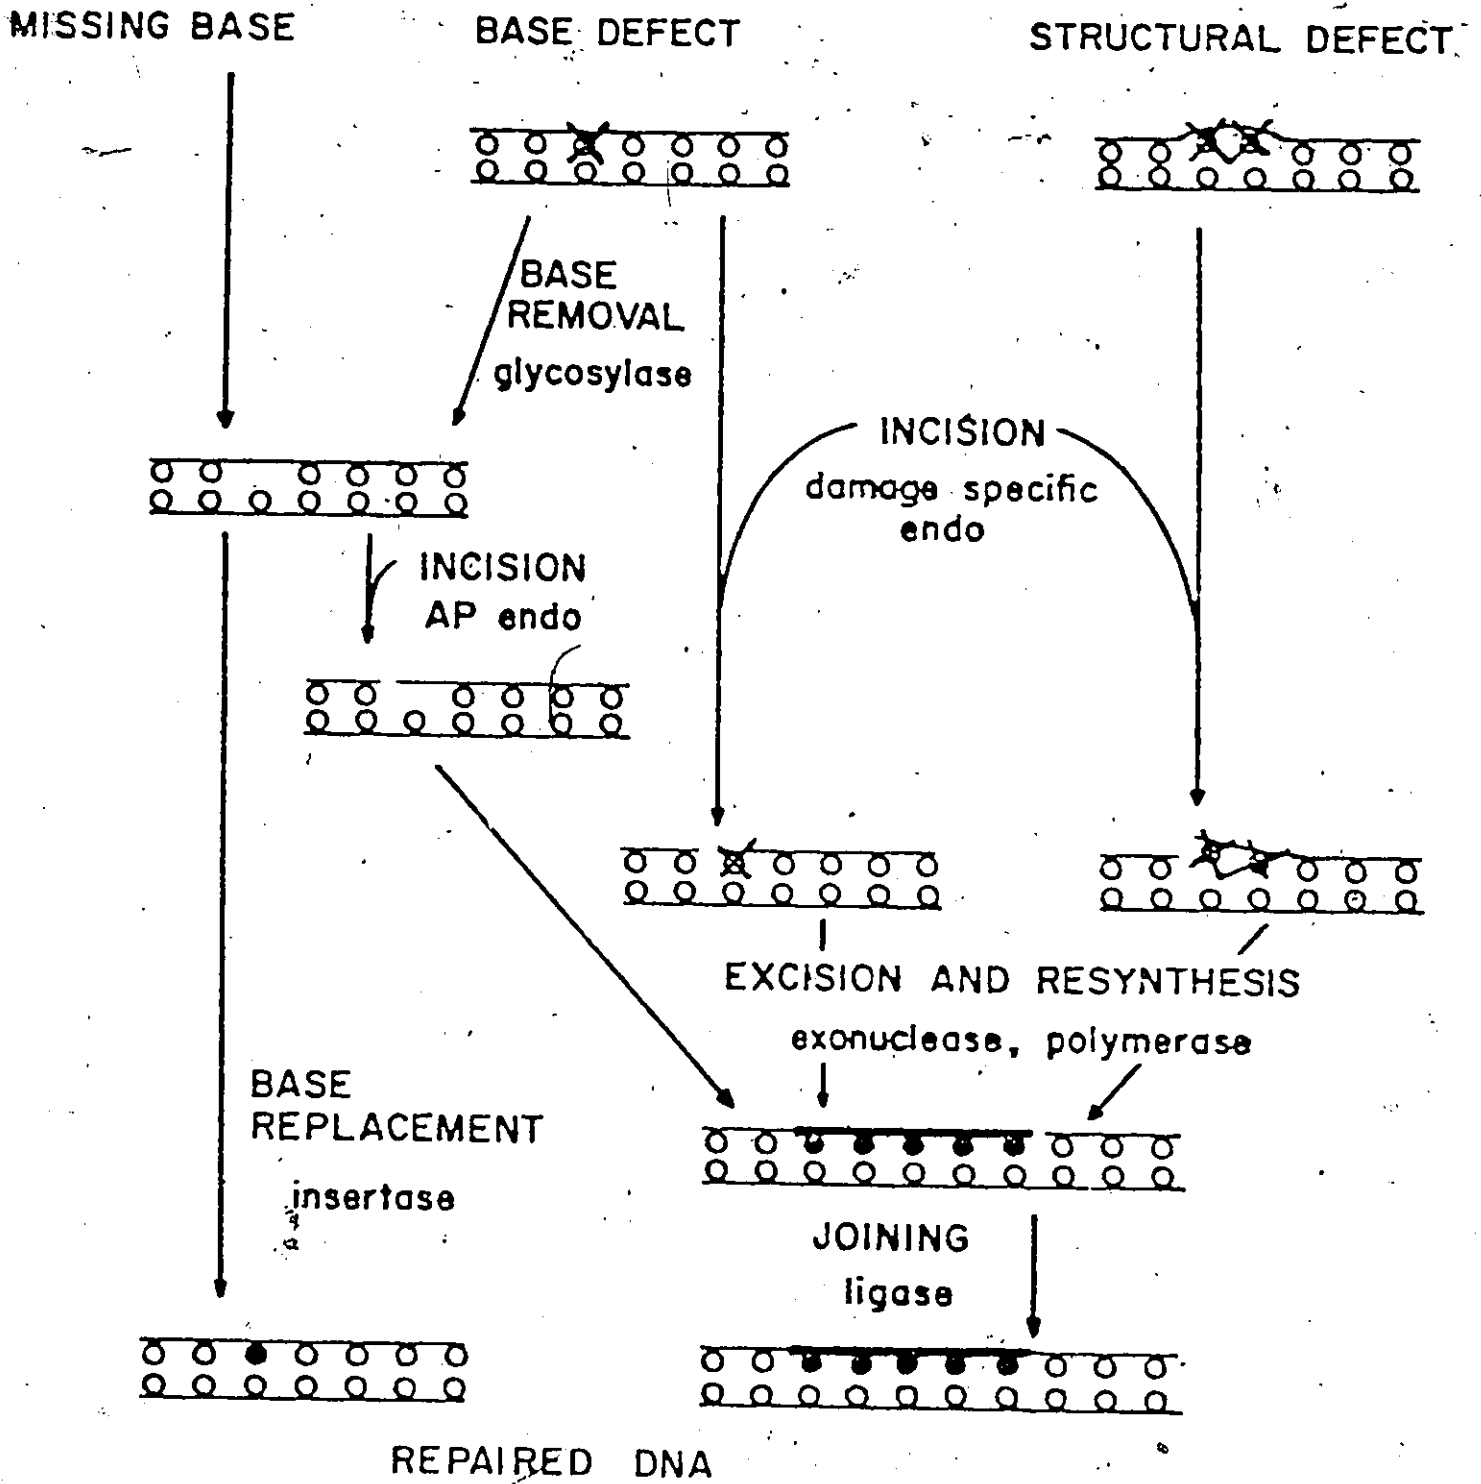 MISSING BASE
BASE DEFECT
STRUCTURAL DEFECT
BASE
REMOVAL
glycosylase
INCISION
damage specific
endo
INCISION
AP endo
EXCISION AND RESYNTHESIS
exonuclease, polymerase
BASE
REPLACEMENT
insertase
JOINING
ligase
REPAIRED DNA